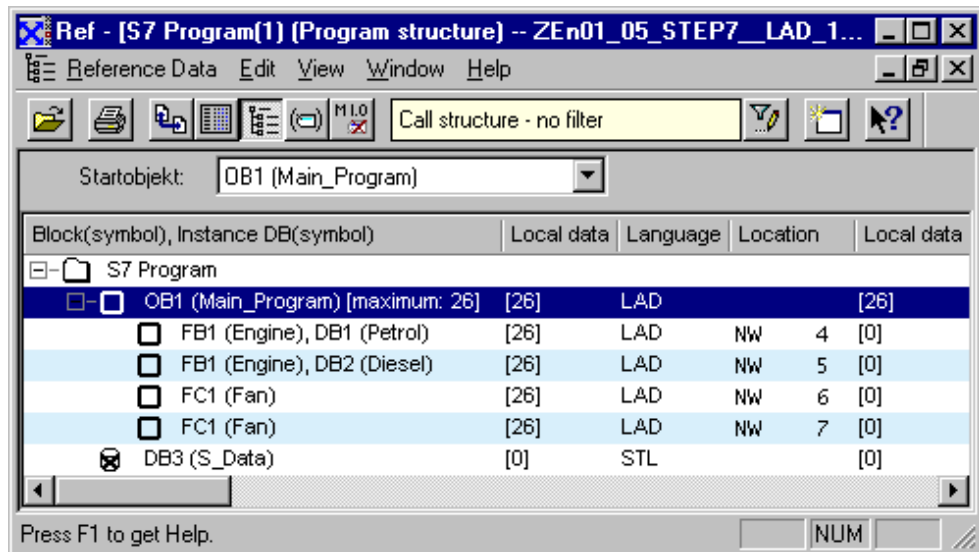 Ref - [S7 Program(1) (Program structure) -- ZEn01_05_STEP7__LAD_1...
Reference Data Edit View Window Help
M I.O Call structure - no filter
Startobjekt: OB1 (Main_Program)
Block(symbol), Instance DB(symbol) Local data Language Location Local data
S7 Program
OB1 (Main_Program) [maximum: 26] [26] LAD [26]
FB1 (Engine), DB1 (Petrol) [26] LAD NW 4 [0]
FB1 (Engine), DB2 (Diesel) [26] LAD NW 5 [0]
FC1 (Fan) [26] LAD NW 6 [0]
FC1 (Fan) [26] LAD NW 7 [0]
DB3 (S_Data) [0] STL [0]
Press F1 to get Help. NUM